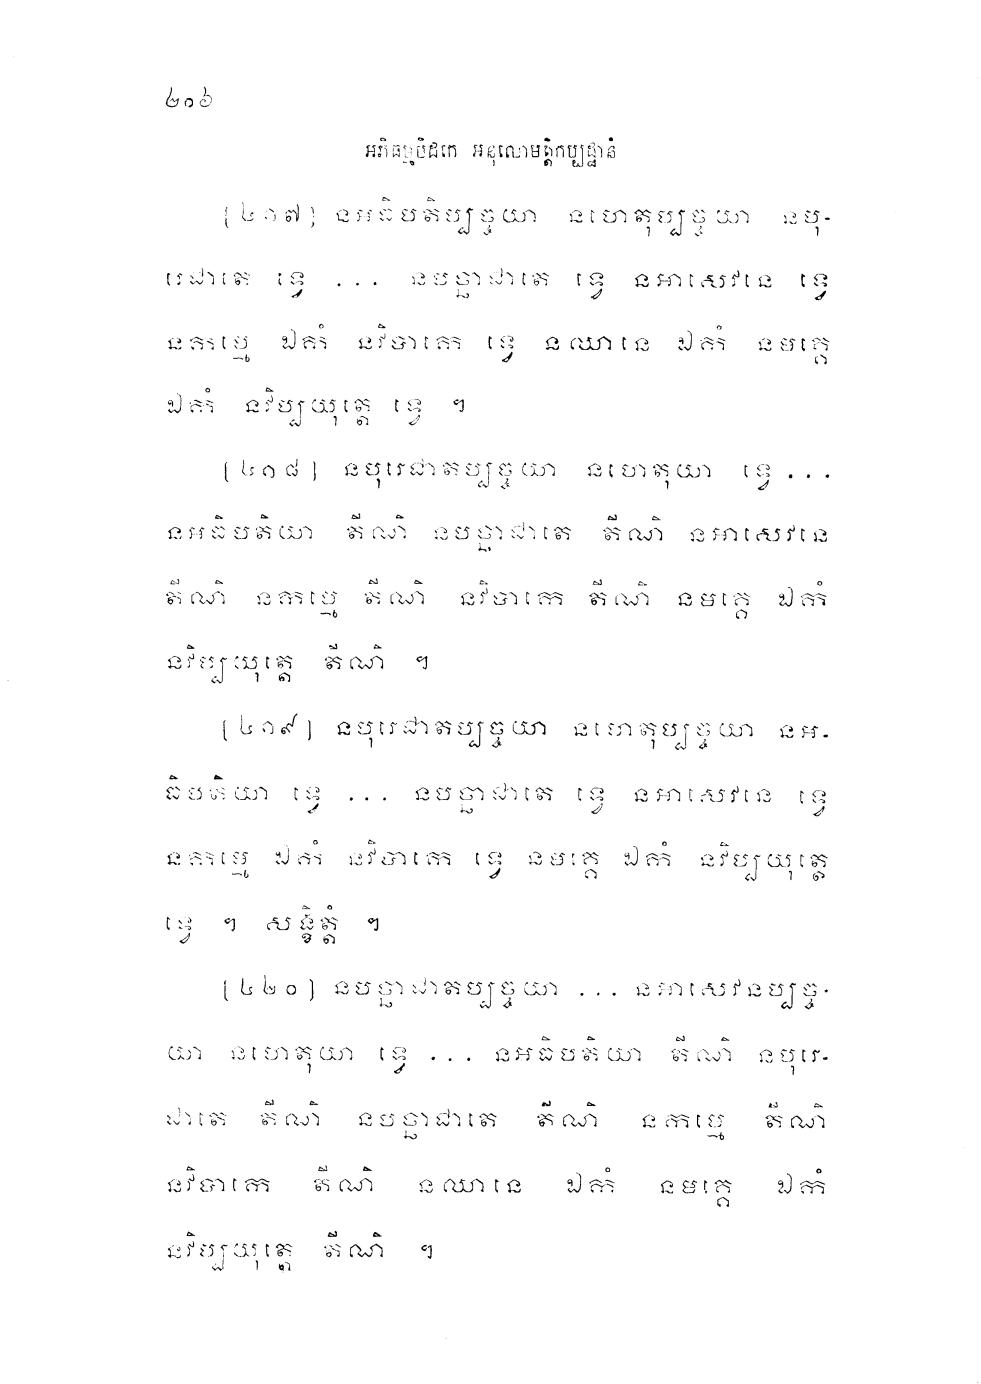 ២០៦
អភិធម្មបិដកេ អនុលោមត្តិកប្បដ្ឋានំ
[៤១៧] នអធិបតិប្បច្ចយា នហេតុប្បច្ចយា នបុ-
រេជាតេ ទ្វេ ... នបច្ឆាជាតេ ទ្វេ នអាសេវនេ ទ្វេ
នកម្មេ ឯកំ នវិបាកេ ទ្វេ នឈានេ ឯកំ នមគ្គេ
ឯកំ នវិប្បយុត្តេ ទ្វេ ។
[៤១៨] នបុរេជាតប្បច្ចយា នហេតុយា ទ្វេ ...
នអធិបតិយា តីណិ នបច្ឆាជាតេ តីណិ នអាសេវនេ
តីណិ នកម្មេ តីណិ នវិបាកេ តីណិ នមគ្គេ ឯកំ
នវិប្បយុត្តេ តីណិ ។
[៤១៩] នបុរេជាតប្បច្ចយា នហេតុប្បច្ចយា នអ-
ធិបតិយា ទ្វេ ... នបច្ឆាជាតេ ទ្វេ នអាសេវនេ ទ្វេ
នកម្មេ ឯកំ នវិបាកេ ទ្វេ នមគ្គេ ឯកំ នវិប្បយុត្តេ
ទ្វេ ។ សង្ខិត្តំ ។
[៤២០] នបច្ឆាជាតប្បច្ចយា ... នអាសេវនប្បច្ច-
យា នហេតុយា ទ្វេ ... នអធិបតិយា តីណិ នបុរេ-
ជាតេ តីណិ នបច្ឆាជាតេ តីណិ នកម្មេ តីណិ
នវិបាកេ តីណិ នឈានេ ឯកំ នមគ្គេ ឯកំ
នវិប្បយុត្តេ តីណិ ។